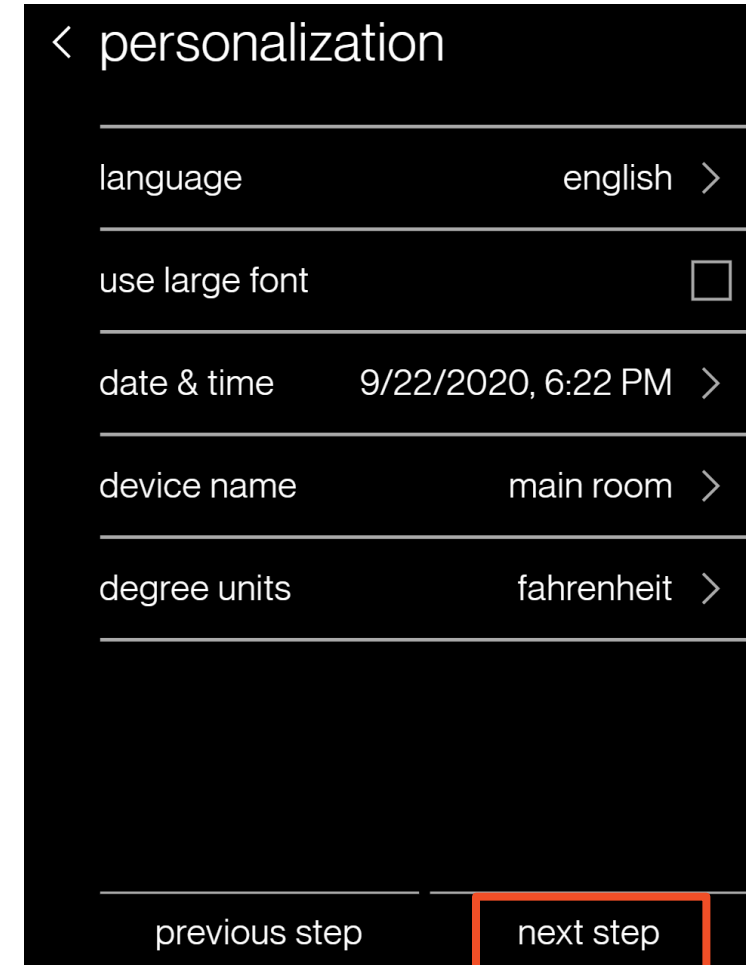 personalization
language english
use large font
date & time 9/22/2020, 6:22 PM
device name main room
degree units fahrenheit
previous step next step